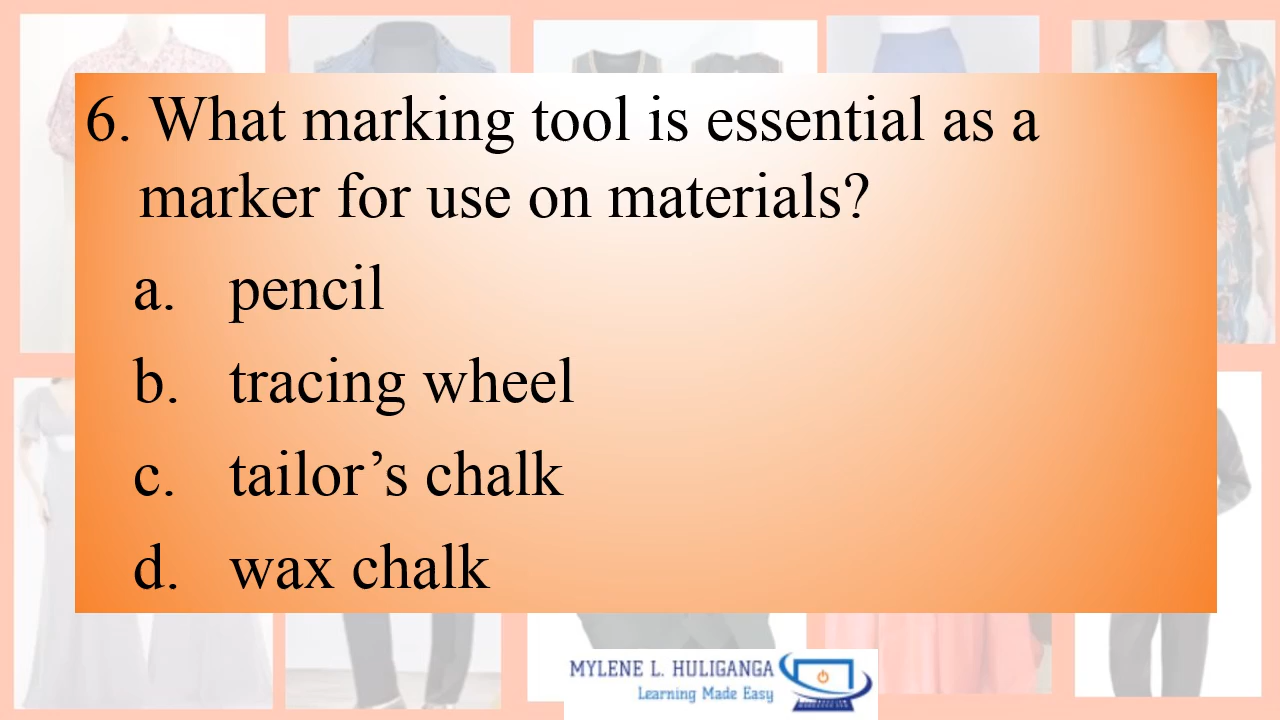 6. What marking tool is essential as a
marker for use on materials?
a. pencil
b. tracing wheel
c. tailor’s chalk
d. wax chalk
MYLENE L. HULIGANGA
Learning Made Easy